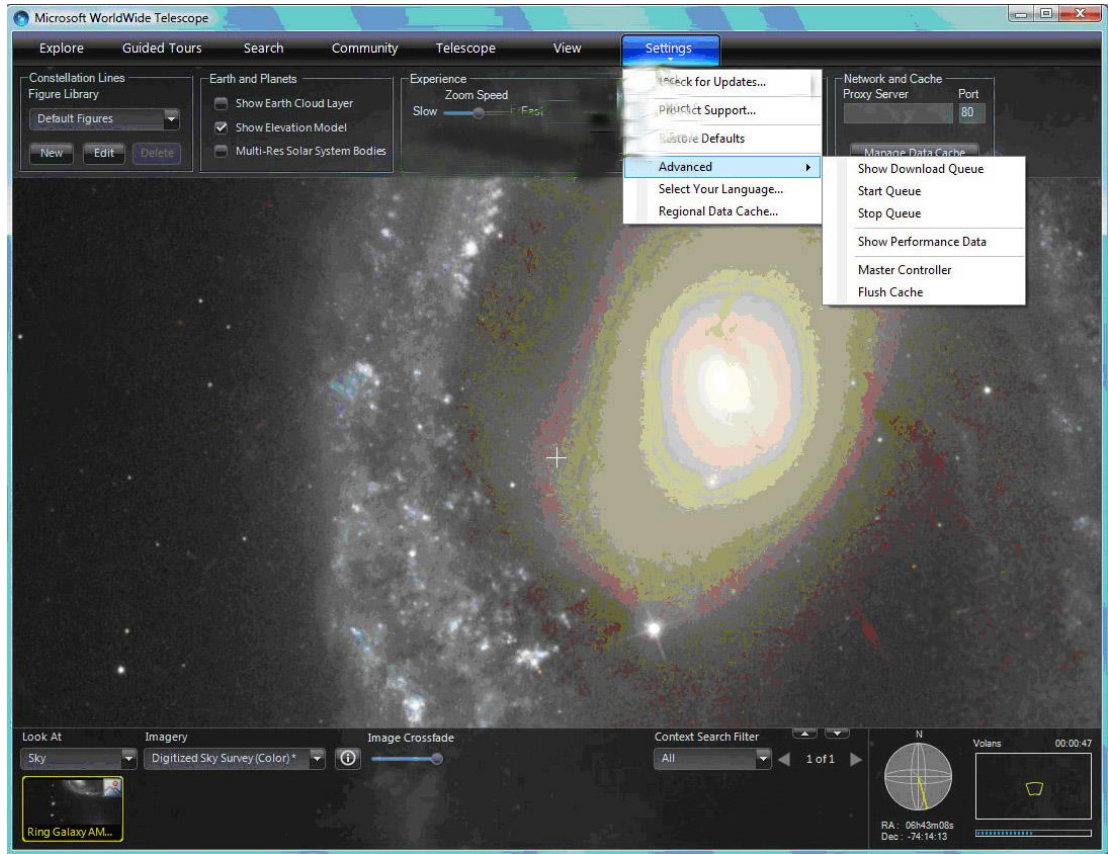 Microsoft WorldWide Telescope
Explore Guided Tours Search Community Telescope View Settings
Constellation Lines
Figure Library
Default Figures
New Edit Delete
Earth and Planets
Show Earth Cloud Layer
Show Elevation Model
Multi-Res Solar System Bodies
Experience
Zoom Speed
Slow Fast
for Updates...
Support...
Defaults
Advanced
Select Your Language...
Regional Data Cache...
Network and Cache
Proxy Server Port
80
Manage Data Cache
Show Download Queue
Start Queue
Stop Queue
Show Performance Data
Master Controller
Flush Cache
Look At Imagery Image Crossfade
Sky Digitized Sky Survey (Color) *
Ring Galaxy AM...
Context Search Filter
All 1 of 1
N
RA : 06h43m08s
Dec : -74:14:13
Volans 00:00:47